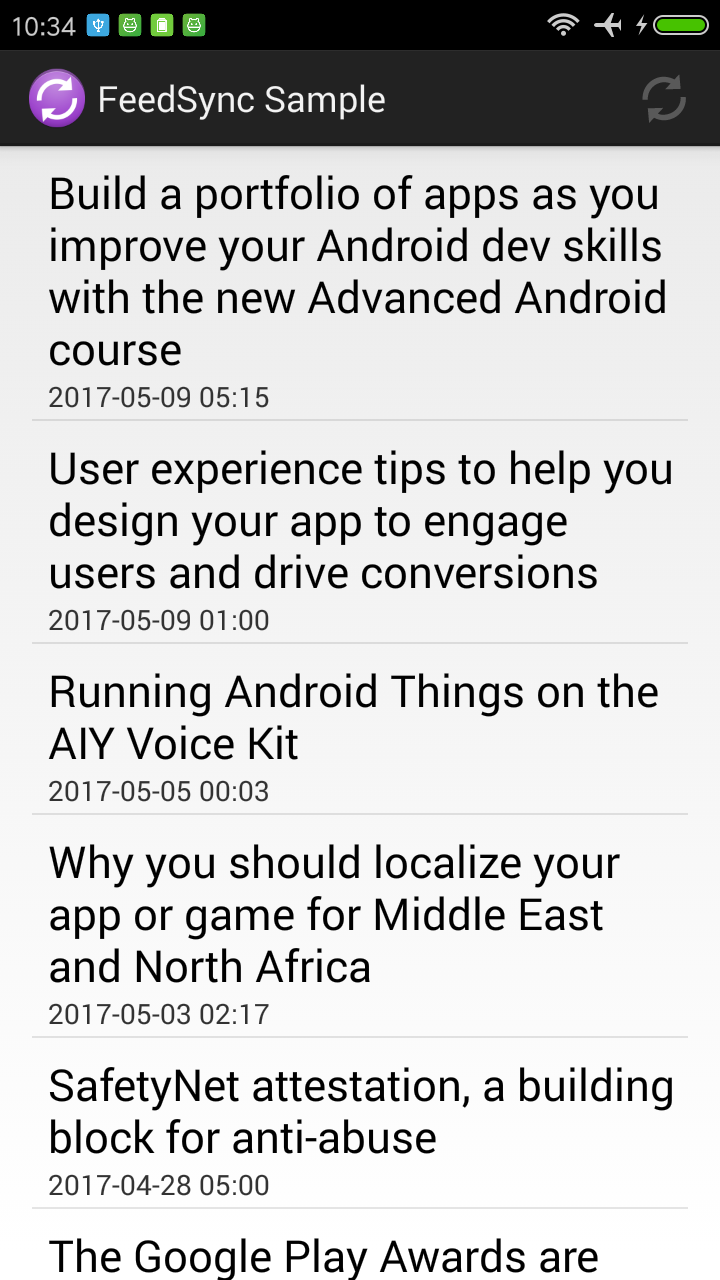 10:34
FeedSync Sample
Build a portfolio of apps as you
improve your Android dev skills
with the new Advanced Android
course
2017-05-09 05:15
User experience tips to help you
design your app to engage
users and drive conversions
2017-05-09 01:00
Running Android Things on the
AIY Voice Kit
2017-05-05 00:03
Why you should localize your
app or game for Middle East
and North Africa
2017-05-03 02:17
SafetyNet attestation, a building
block for anti-abuse
2017-04-28 05:00
The Google Play Awards are